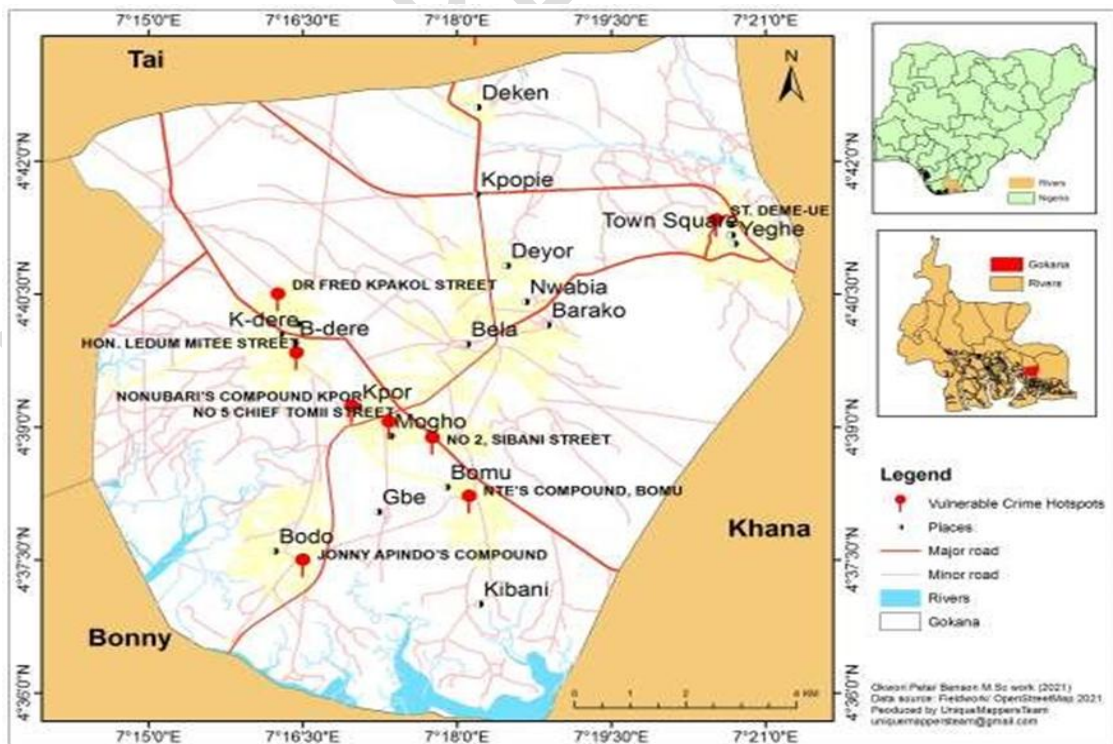 7°15'0"E 7°16'30"E 7°18'0"E 7°19'30"E 7°21'0"E
Tai
N
Deken
4°42'0"N
4°42'0"N
Kpopie
ST. DEME-UE
Town Square
Yeghe
Deyor
4°40'30"N
4°40'30"N
DR FRED KPAKOL STREET
Nwabia
K-dere
B-dere
Barako
HON. LEDUM MITEE STREET
Bela
NONUBARI'S COMPOUND KPOR
Kpor
NO 5 CHIEF TOMII STREET
4°39'0"N
4°39'0"N
Mogho
NO 2, SIBANI STREET
Bomu
NTE'S COMPOUND, BOMU
Gbe
Khana
Bodo
JONNY APINDO'S COMPOUND
4°37'30"N
4°37'30"N
Kibani
Bonny
4°36'0"N
4°36'0"N
0 1 2 4 KM
7°15'0"E 7°16'30"E 7°18'0"E 7°19'30"E 7°21'0"E
Rivers
Nigeria
Gokana
Rivers
Legend
Vulnerable Crime Hotspots
Places
Major road
Minor road
Rivers
Gokana
Okwori Peter Benson M.Sc work (2021)
Data source: Fieldwork/ OpenStreetMap 2021
Peoduced by UniqueMappersTeam
uniquemappersteam@gmail.com